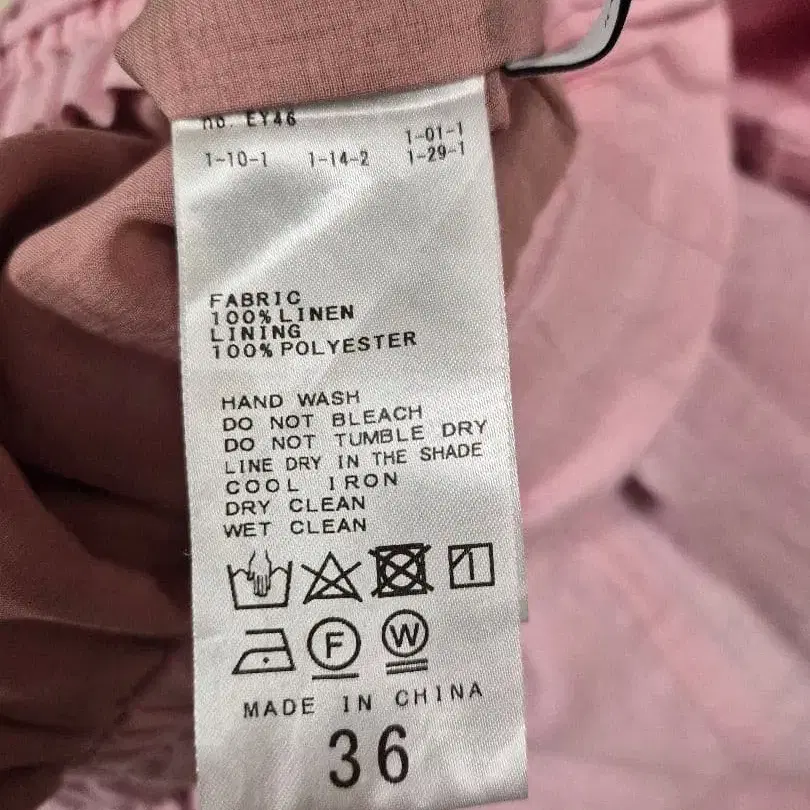 no. EY46
1-01-1
1-10-1 1-14-2 1-29-1
FABRIC
100% LINEN
LINING
100% POLYESTER
HAND WASH
DO NOT BLEACH
DO NOT TUMBLE DRY
LINE DRY IN THE SHADE
COOL IRON
DRY CLEAN
WET CLEAN
F W
MADE IN CHINA
36